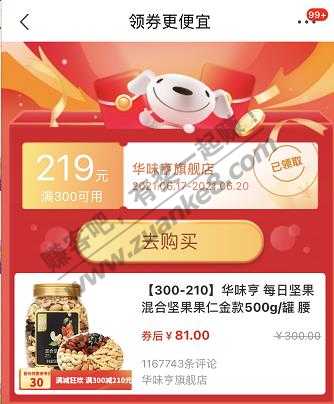 领券更便宜
99+
219元
满300可用
华味亨旗舰店
2021.06.17-2021.06.20
已领取
去购买
赚客吧,有奖一起赚!
www.zuanke8.com
【300-210】华味亨 每日坚果
混合坚果果仁金款500g/罐 腰
券后￥81.00
￥300.00
1167743条评论
华味亨旗舰店
30
满减狂欢 满300减210元